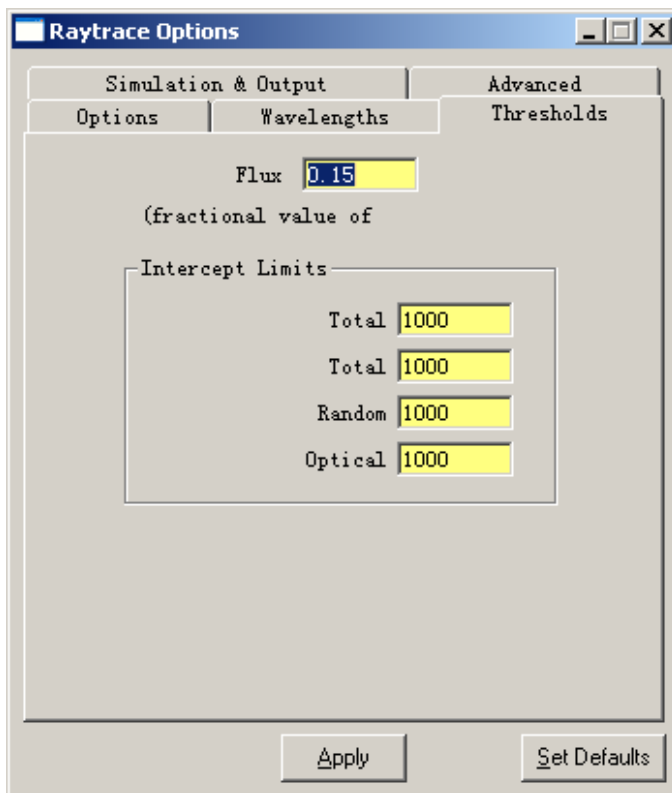 Raytrace Options
Simulation & Output Advanced
Options Wavelengths Thresholds
Flux 0.15
(fractional value of
Intercept Limits
Total 1000
Total 1000
Random 1000
Optical 1000
Apply Set Defaults